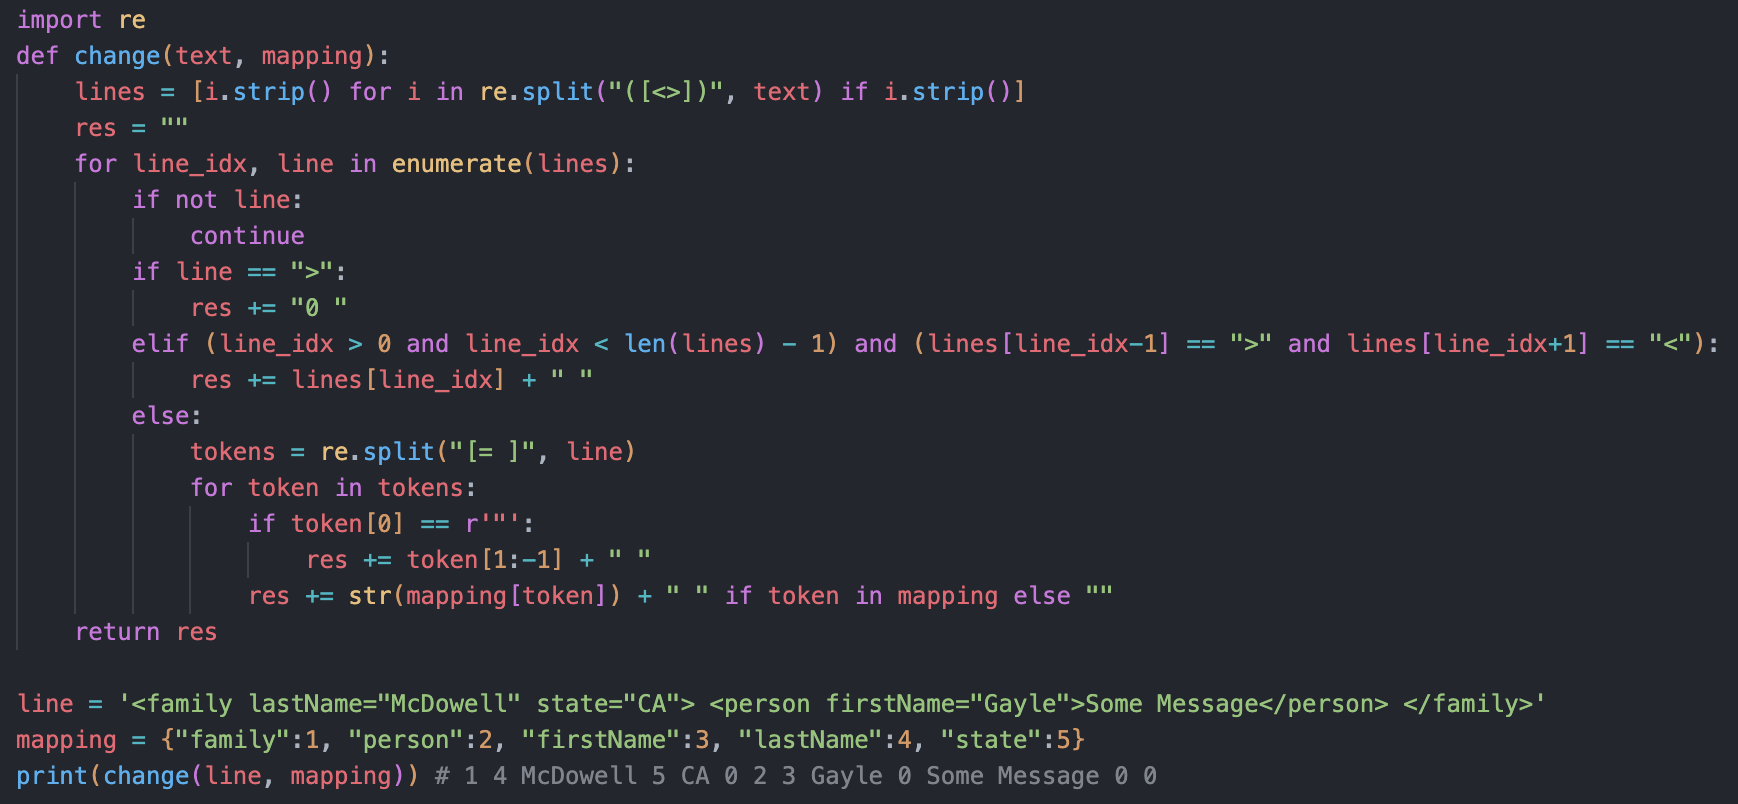 import re
def change(text, mapping):
    lines = [i.strip() for i in re.split("([<>])", text) if i.strip()]
    res = ""
    for line_idx, line in enumerate(lines):
        if not line:
            continue
        if line == ">":
            res += "0 "
        elif (line_idx > 0 and line_idx < len(lines) - 1) and (lines[line_idx-1] == ">" and lines[line_idx+1] == "<"):
            res += lines[line_idx] + " "
        else:
            tokens = re.split("[= ]", line)
            for token in tokens:
                if token[0] == r'"':
                    res += token[1:-1] + " "
                res += str(mapping[token]) + " " if token in mapping else ""
    return res

line = '<family lastName="McDowell" state="CA"> <person firstName="Gayle">Some Message</person> </family>'
mapping = {"family":1, "person":2, "firstName":3, "lastName":4, "state":5}
print(change(line, mapping)) # 1 4 McDowell 5 CA 0 2 3 Gayle 0 Some Message 0 0